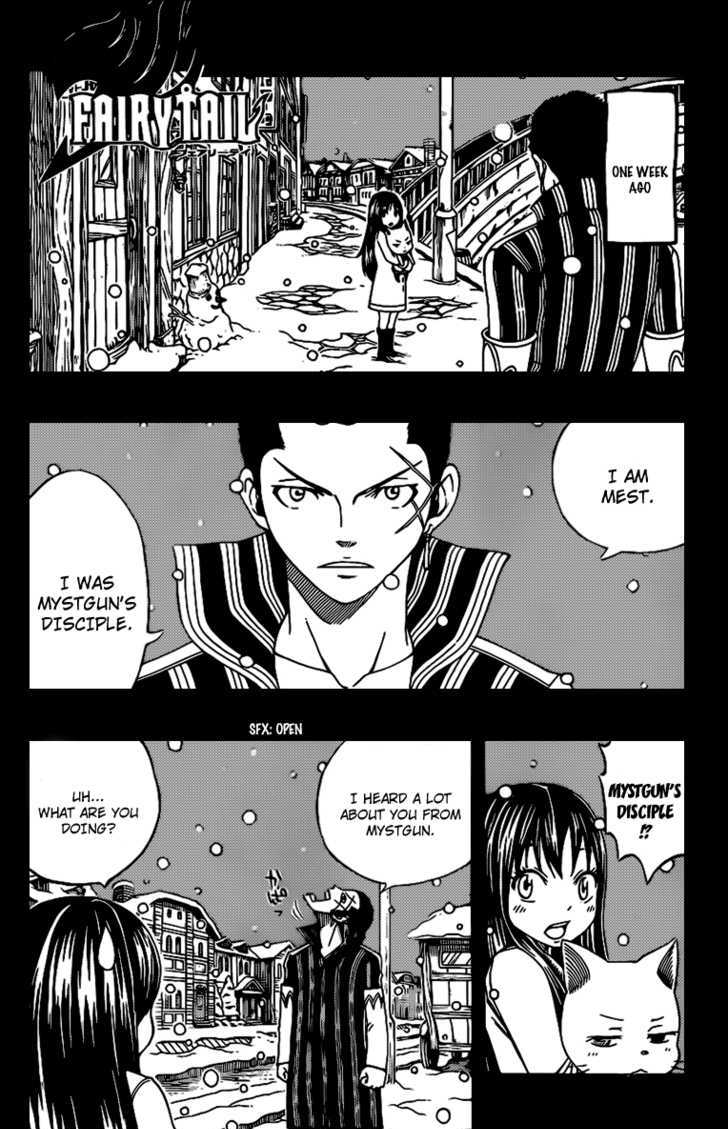 FAIRY TAIL
ONE WEEK
AGO
I AM
MEST.
I WAS
MYSTGUN'S
DISCIPLE.
SFX: OPEN
MYSTGUN'S
DISCIPLE
!?
I HEARD A LOT
ABOUT YOU FROM
MYSTGUN.
UH...
WHAT ARE YOU
DOING?